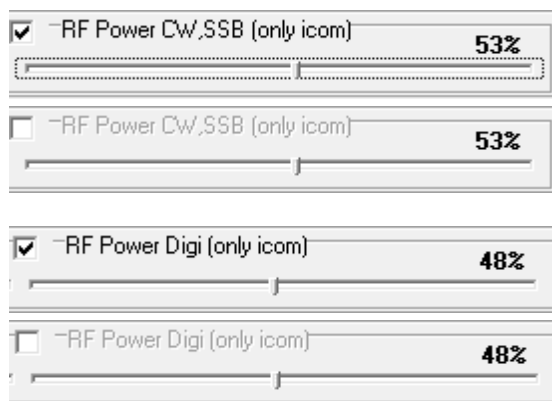 RF Power CW,SSB (only icom) 53%
RF Power CW,SSB (only icom) 53%
RF Power Digi (only icom) 48%
RF Power Digi (only icom) 48%